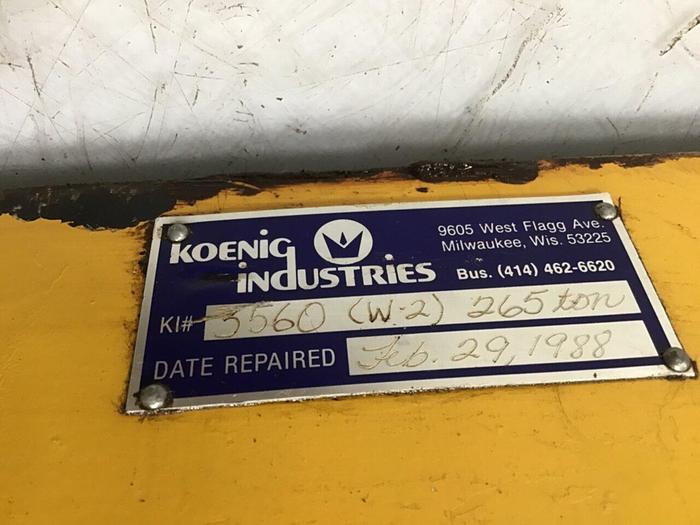 KOENIG
INDUSTRIES
9605 West Flagg Ave.
Milwaukee, Wis. 53225
Bus. (414) 462-6620
KI# 3560 (W-2) 265 ton
DATE REPAIRED Feb. 29, 1988